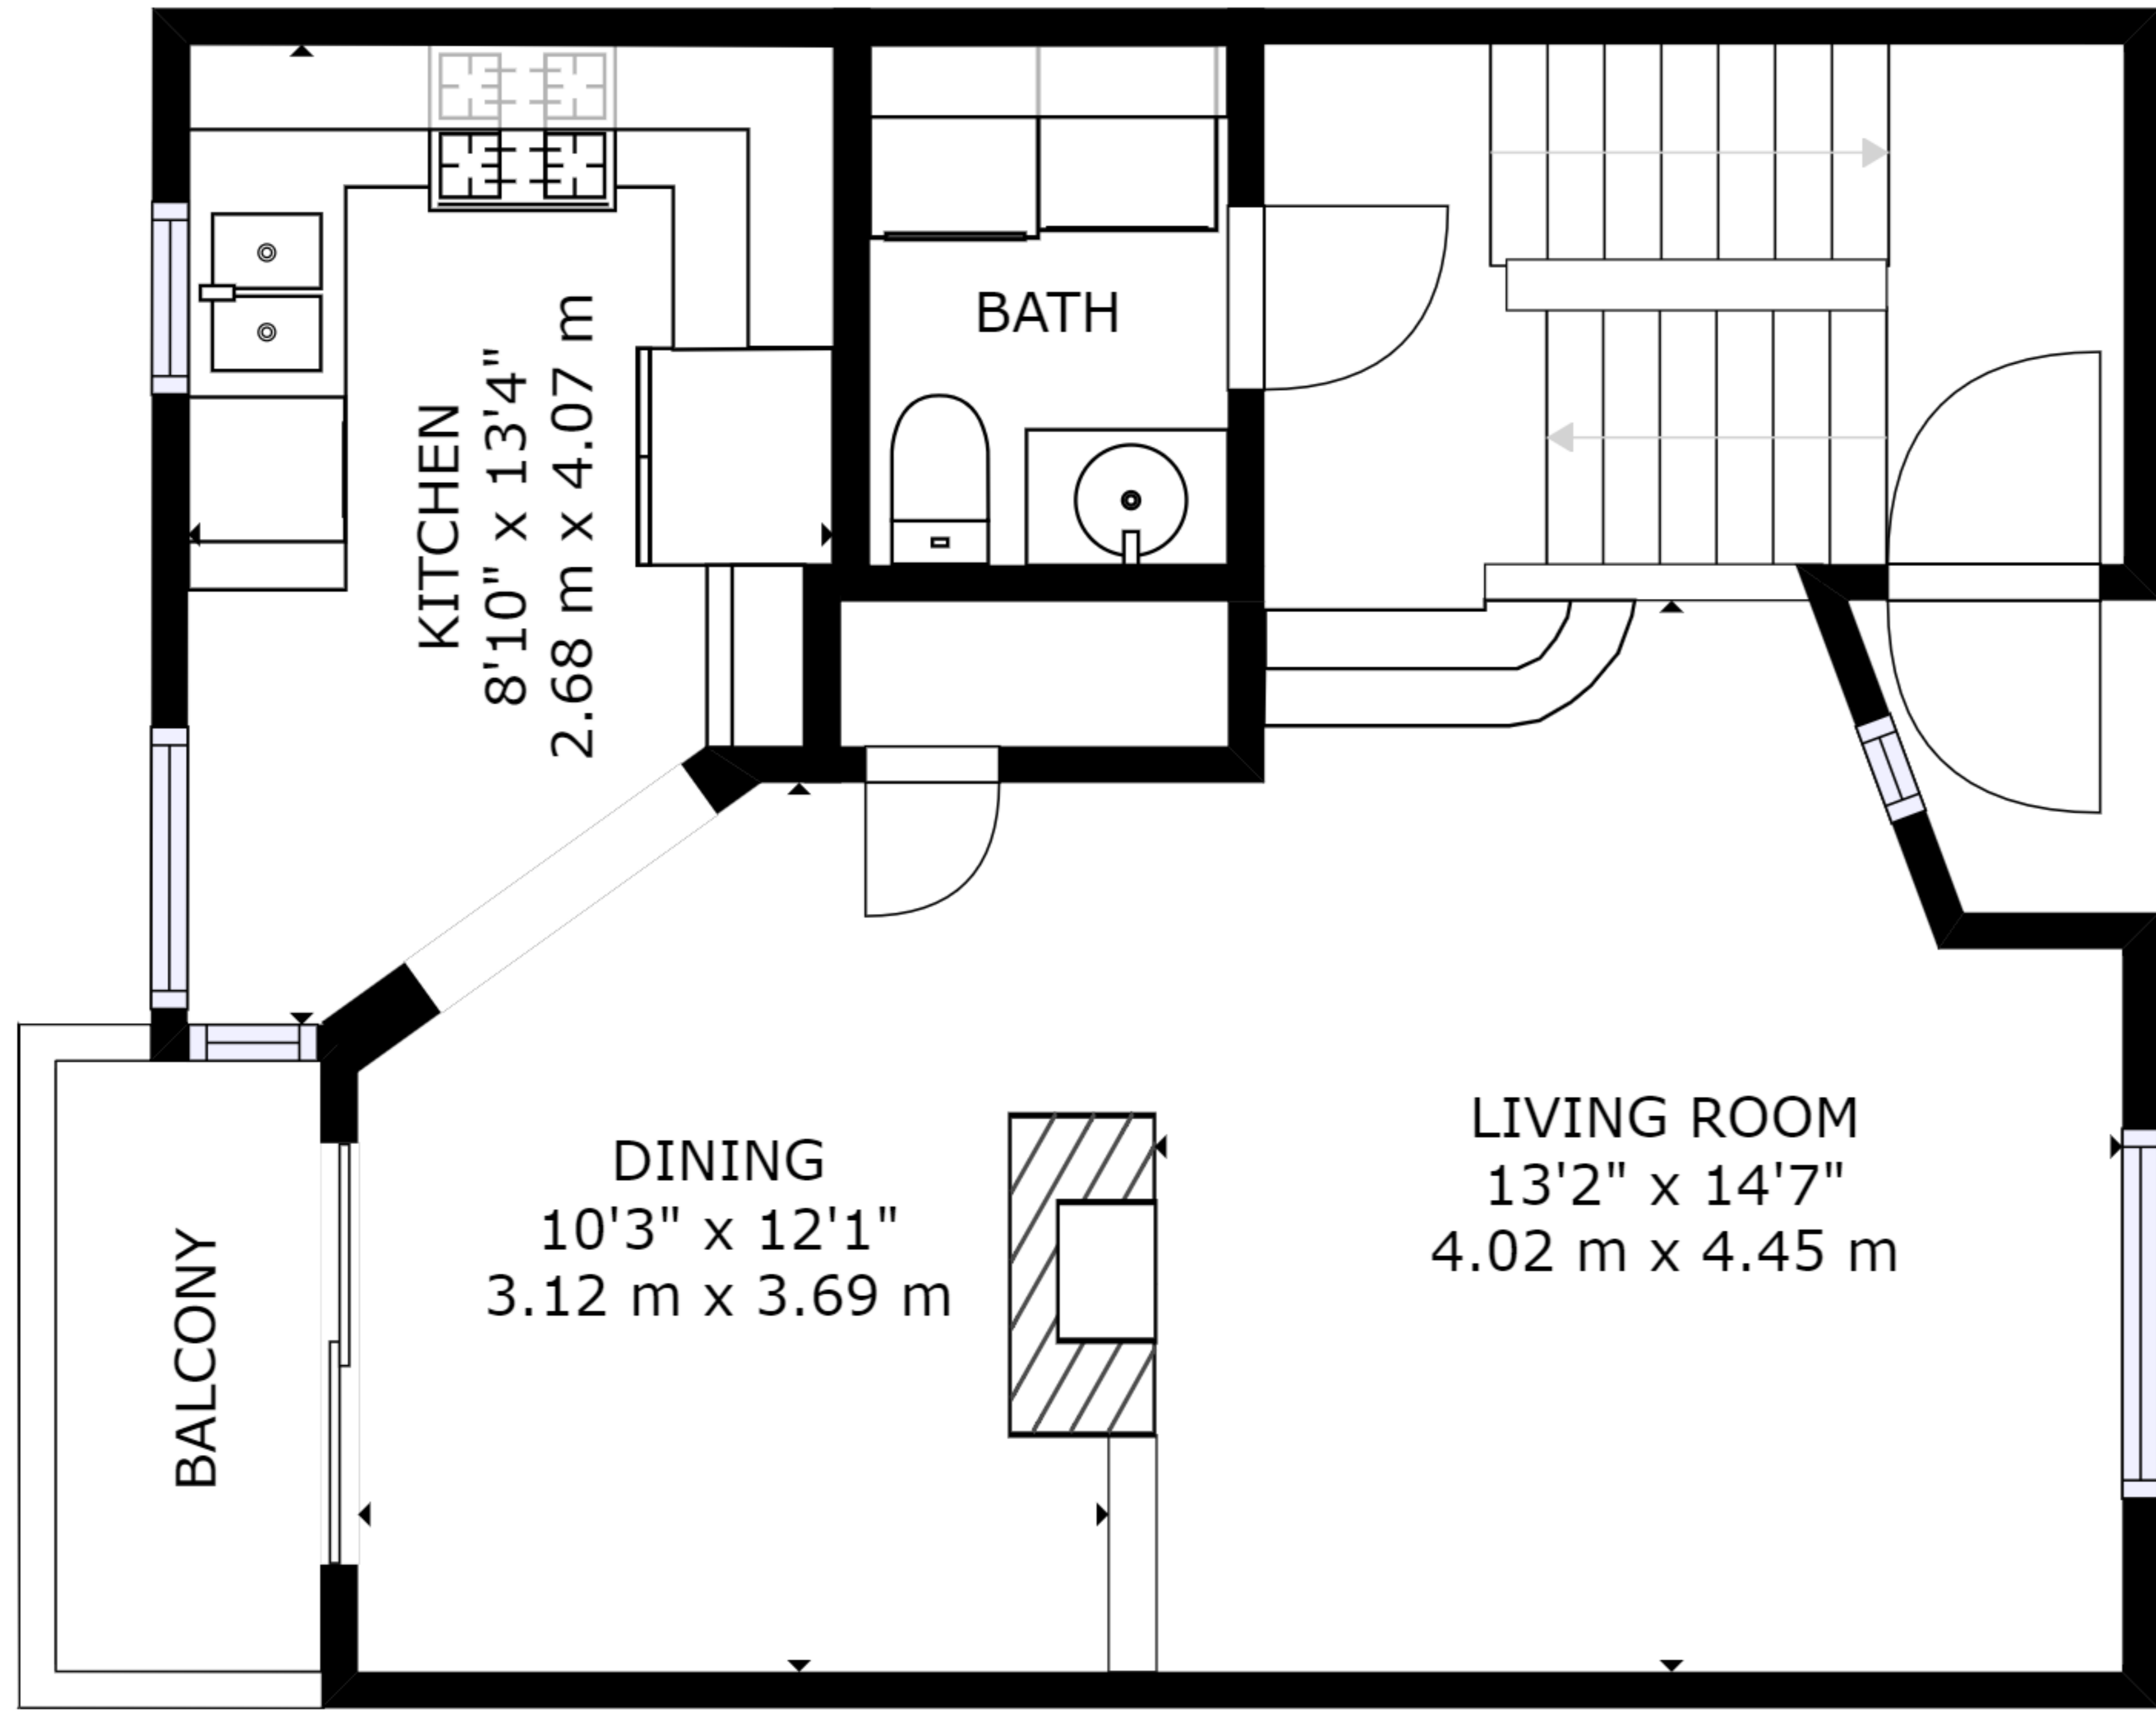 KITCHEN
8'10" x 13'4"
2.68 m x 4.07 m
BATH
DINING
10'3" x 12'1"
3.12 m x 3.69 m
LIVING ROOM
13'2" x 14'7"
4.02 m x 4.45 m
BALCONY